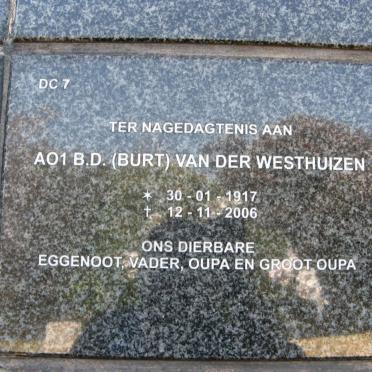 DC 7
TER NAGEDAGTENIS AAN
AO1 B.D. (BURT) VAN DER WESTHUIZEN
✶ 30 - 01 - 1917
† 12 - 11 - 2006
ONS DIERBARE
EGGENOOT, VADER, OUPA EN GROOT OUPA